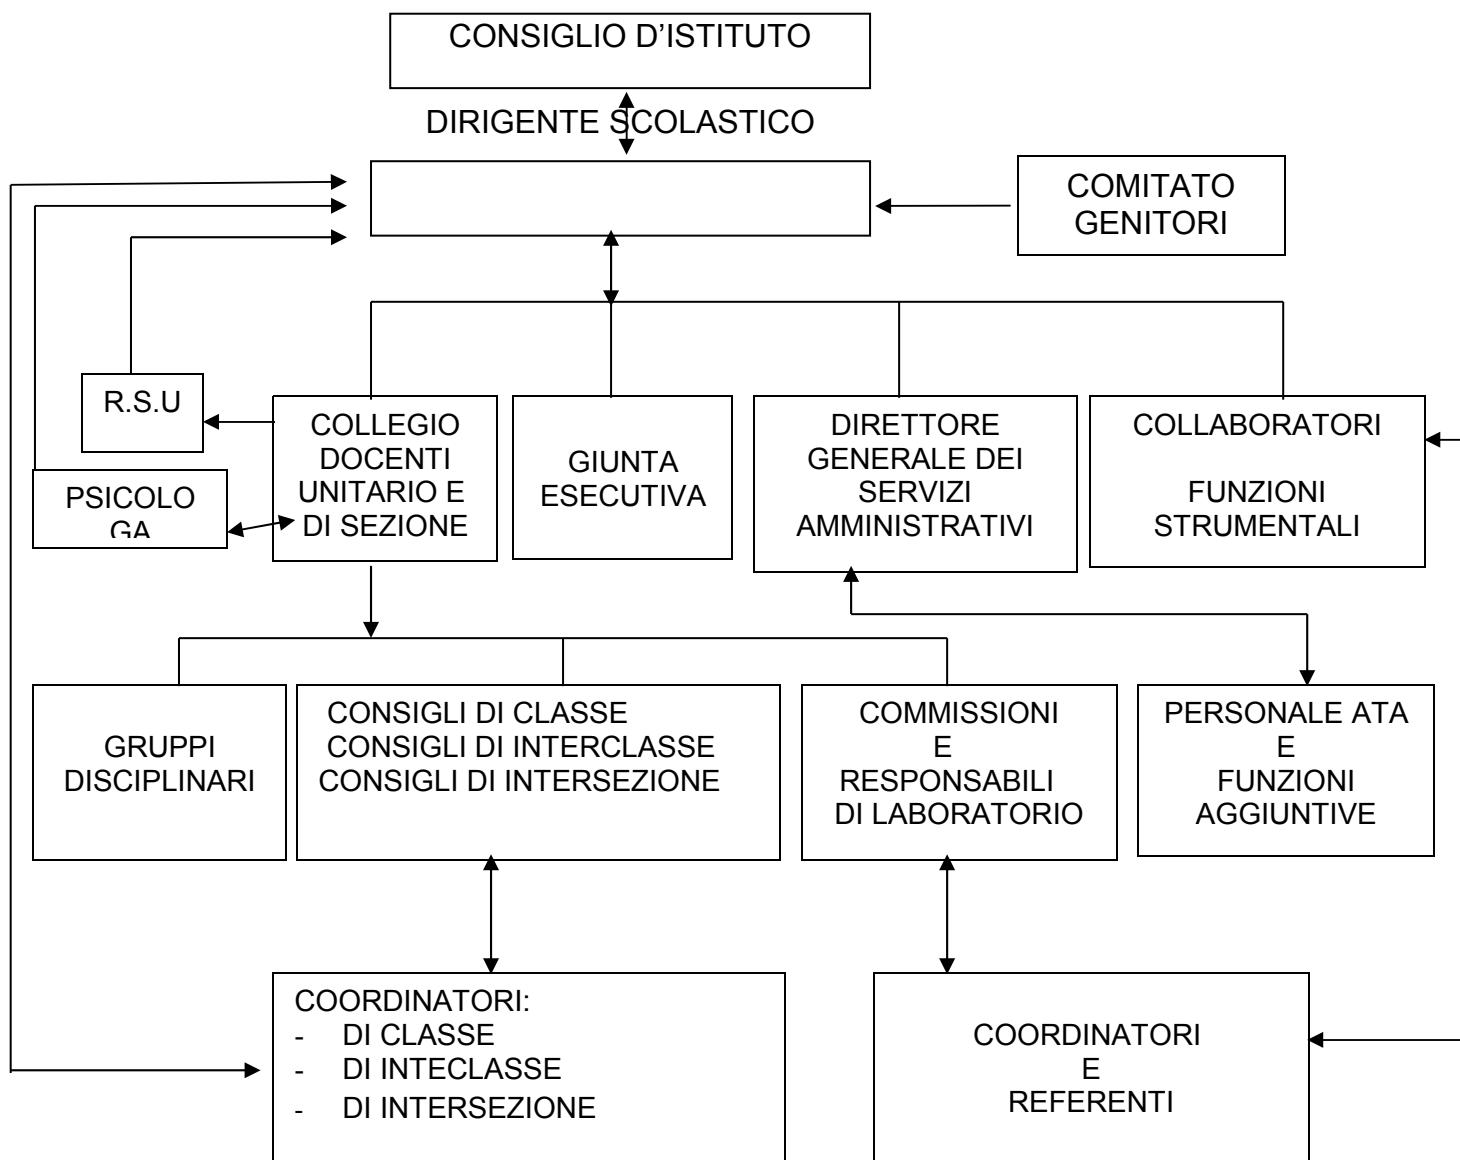 CONSIGLIO D'ISTITUTO
DIRIGENTE SCOLASTICO
COMITATO
GENITORI
R.S.U
PSICOLO
GA
COLLEGIO
DOCENTI
UNITARIO E
DI SEZIONE
GIUNTA
ESECUTIVA
DIRETTORE
GENERALE DEI
SERVIZI
AMMINISTRATIVI
COLLABORATORI
FUNZIONI
STRUMENTALI
GRUPPI
DISCIPLINARI
CONSIGLI DI CLASSE
CONSIGLI DI INTERCLASSE
CONSIGLI DI INTERSEZIONE
COMMISSIONI
E
RESPONSABILI
DI LABORATORIO
PERSONALE ATA
E
FUNZIONI
AGGIUNTIVE
COORDINATORI:
- DI CLASSE
- DI INTECLASSE
- DI INTERSEZIONE
COORDINATORI
E
REFERENTI